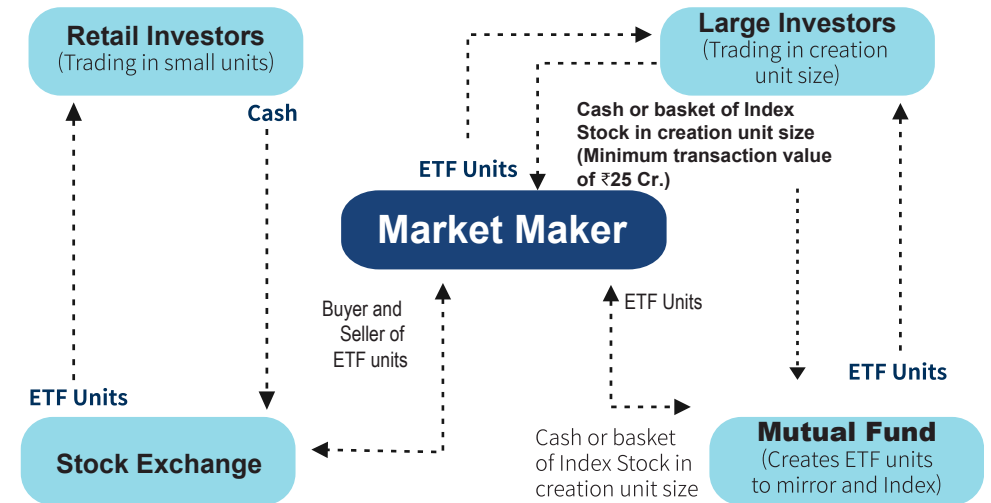 Retail Investors
(Trading in small units)
Large Investors
(Trading in creation
unit size)
Cash
Cash or basket of Index
Stock in creation unit size
(Minimum transaction value
of ₹25 Cr.)
ETF Units
Market Maker
Buyer and
Seller of
ETF units
ETF Units
ETF Units
ETF Units
Stock Exchange
Cash or basket
of Index Stock in
creation unit size
Mutual Fund
(Creates ETF units
to mirror and Index)